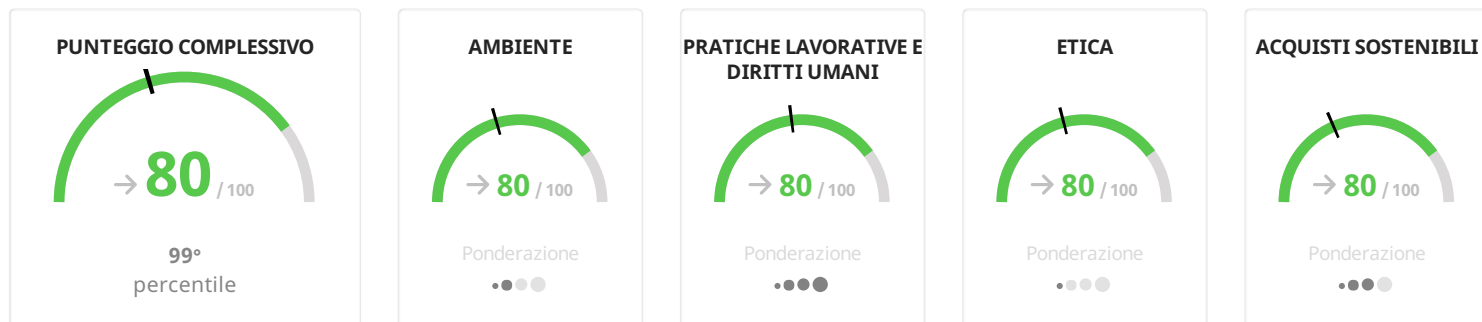 PUNTEGGIO COMPLESSIVO
→ 80 / 100
99°
percentile
AMBIENTE
→ 80 / 100
Ponderazione
PRATICHE LAVORATIVE E
DIRITTI UMANI
→ 80 / 100
Ponderazione
ETICA
→ 80 / 100
Ponderazione
ACQUISTI SOSTENIBILI
→ 80 / 100
Ponderazione